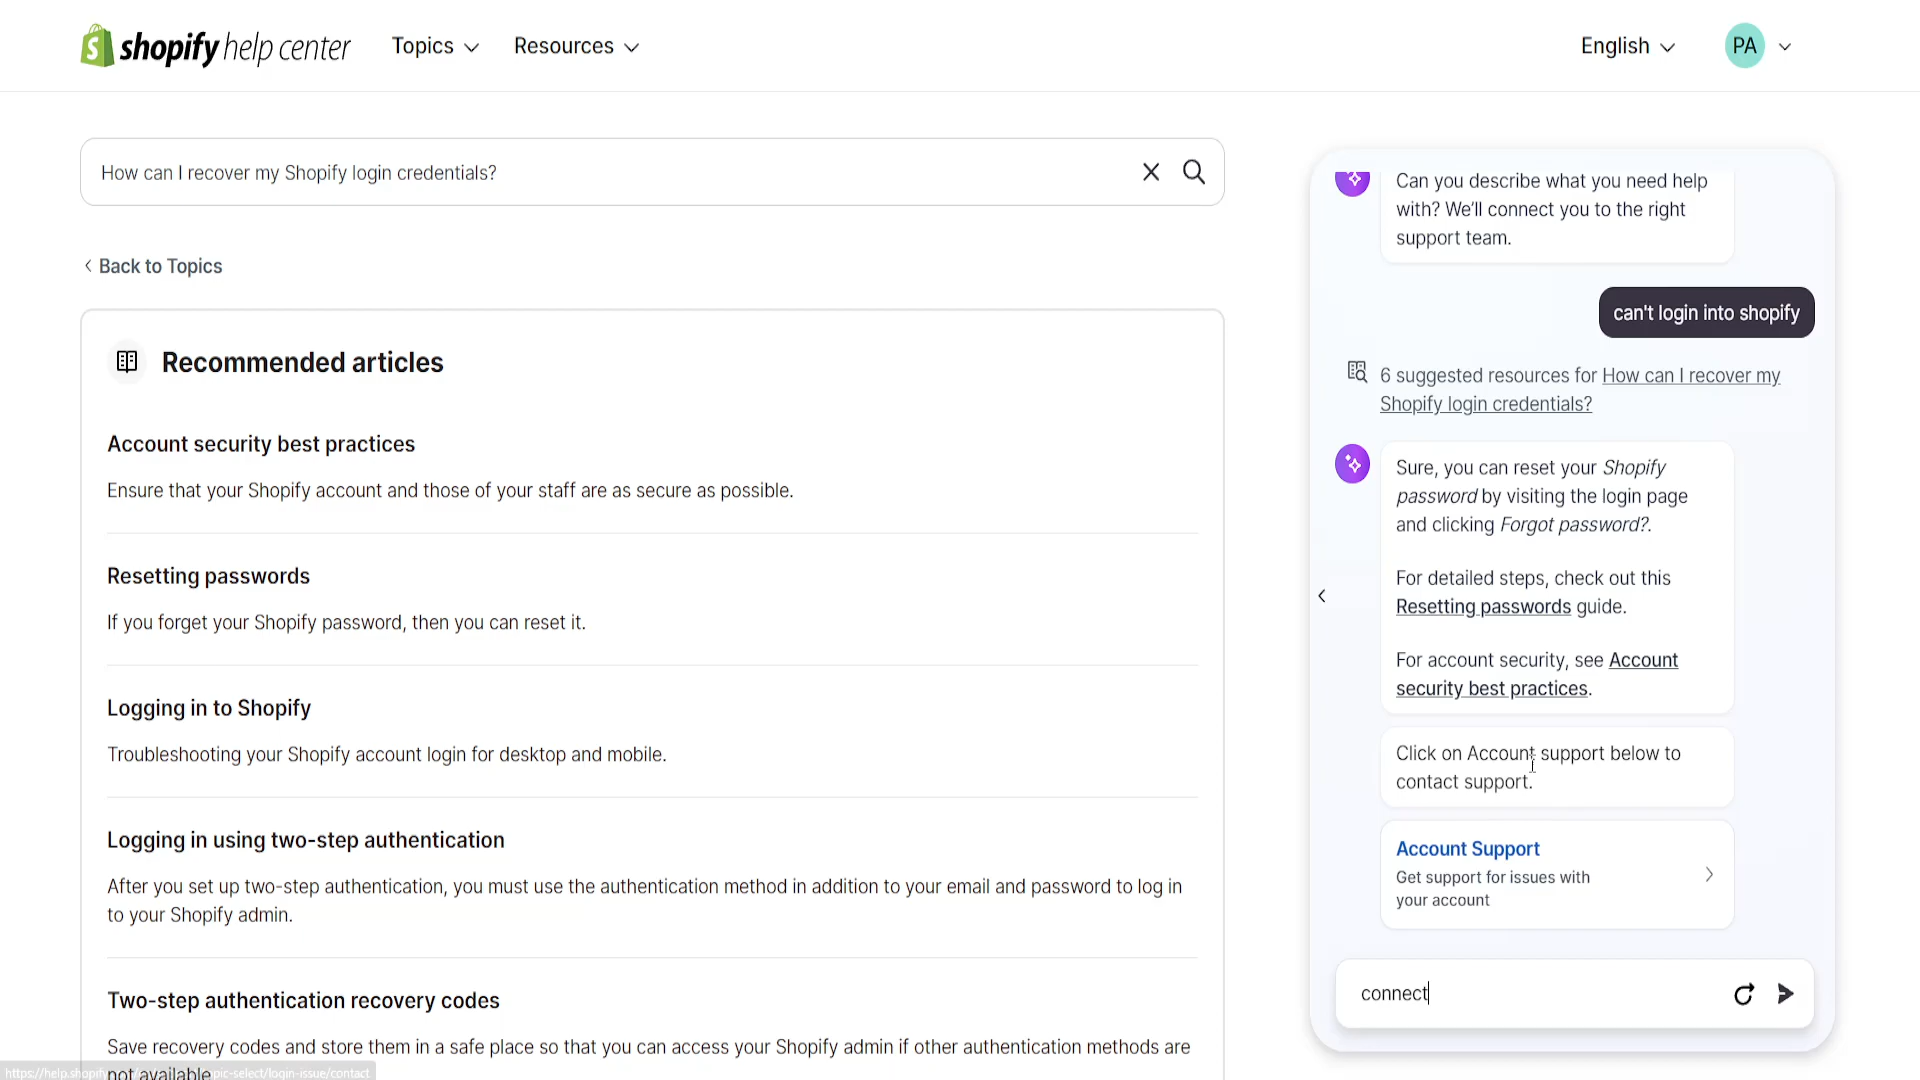 shopify help center
Topics
Resources
English
PA
How can I recover my Shopify login credentials?
Back to Topics
Recommended articles
Account security best practices
Ensure that your Shopify account and those of your staff are as secure as possible.
Resetting passwords
If you forget your Shopify password, then you can reset it.
Logging in to Shopify
Troubleshooting your Shopify account login for desktop and mobile.
Logging in using two-step authentication
After you set up two-step authentication, you must use the authentication method in addition to your email and password to log in
to your Shopify admin.
Two-step authentication recovery codes
Save recovery codes and store them in a safe place so that you can access your Shopify admin if other authentication methods are
not available
https://help.shopify
pic-select/login-issue/contact
Can you describe what you need help
with? We'll connect you to the right
support team.
can't login into shopify
6 suggested resources for How can I recover my
Shopify login credentials?
Sure, you can reset your Shopify
password by visiting the login page
and clicking Forgot password?.
For detailed steps, check out this
Resetting passwords guide.
For account security, see Account
security best practices.
Click on Account support below to
contact support.
Account Support
Get support for issues with
your account
connect